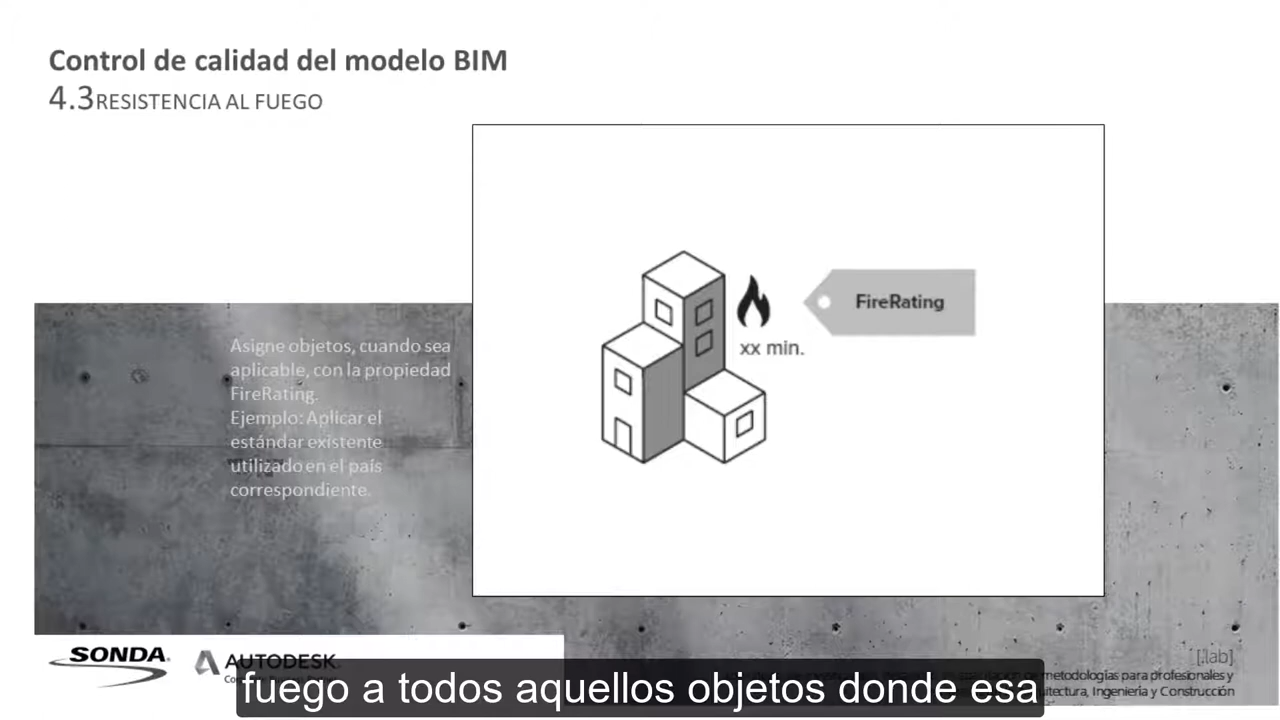 Control de calidad del modelo BIM
4.3RESISTENCIA AL FUEGO
FireRating
xx min.
Asigne objetos, cuando sea
aplicable, con la propiedad
FireRating.
Ejemplo: Aplicar el
estándar existente
utilizado en el país
correspondiente.
SONDA
AUTODESK
[.lab]
de metodologías para profesionales y
Arquitectura, Ingeniería y Construcción
fuego a todos aquellos objetos donde esa